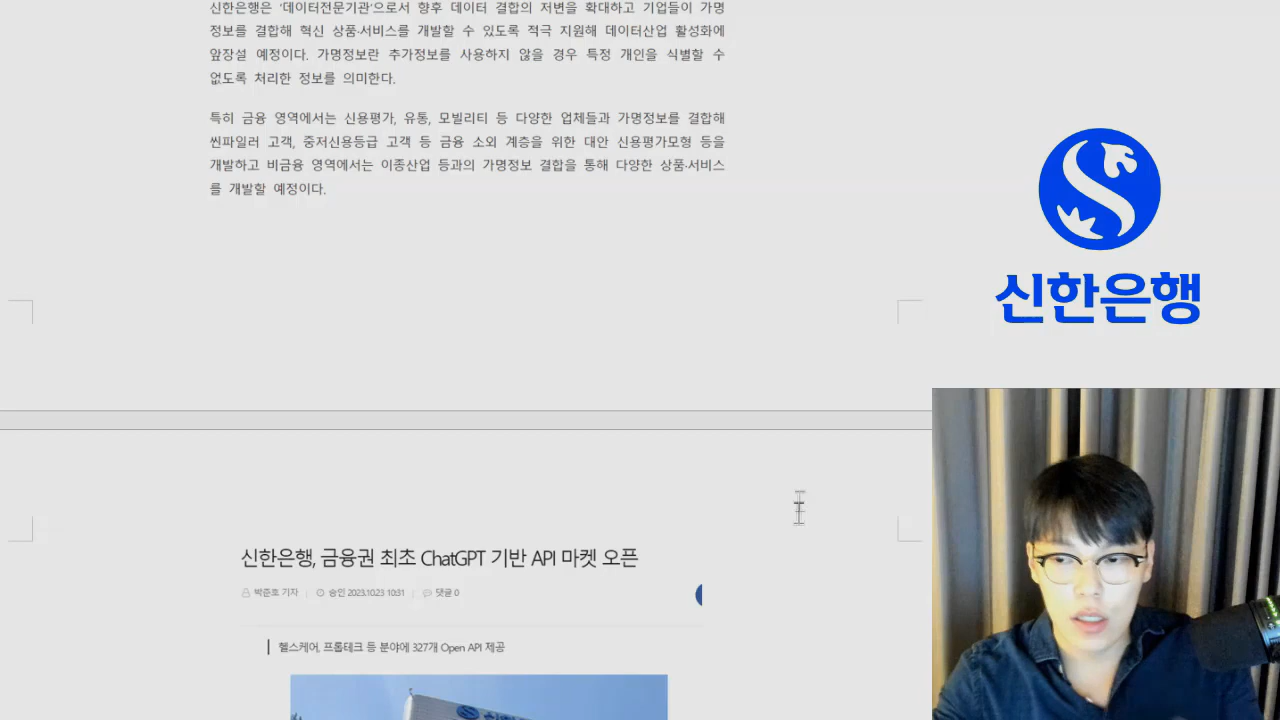 신한은행은 '데이터전문기관'으로서 향후 데이터 결합의 저변을 확대하고 기업들이 가명
정보를 결합해 혁신 상품·서비스를 개발할 수 있도록 적극 지원해 데이터산업 활성화에
앞장설 예정이다. 가명정보란 추가정보를 사용하지 않을 경우 특정 개인을 식별할 수
없도록 처리한 정보를 의미한다.
특히 금융 영역에서는 신용평가, 유통, 모빌리티 등 다양한 업체들과 가명정보를 결합해
씬파일러 고객, 중저신용등급 고객 등 금융 소외 계층을 위한 대안 신용평가모형 등을
개발하고 비금융 영역에서는 이종산업 등과의 가명정보 결합을 통해 다양한 상품·서비스
를 개발할 예정이다.
신한은행
신한은행, 금융권 최초 ChatGPT 기반 API 마켓 오픈
박준호 기자 승인 2023.10.23 10:31 댓글 0
헬스케어, 프롭테크 등 분야에 327개 Open API 제공